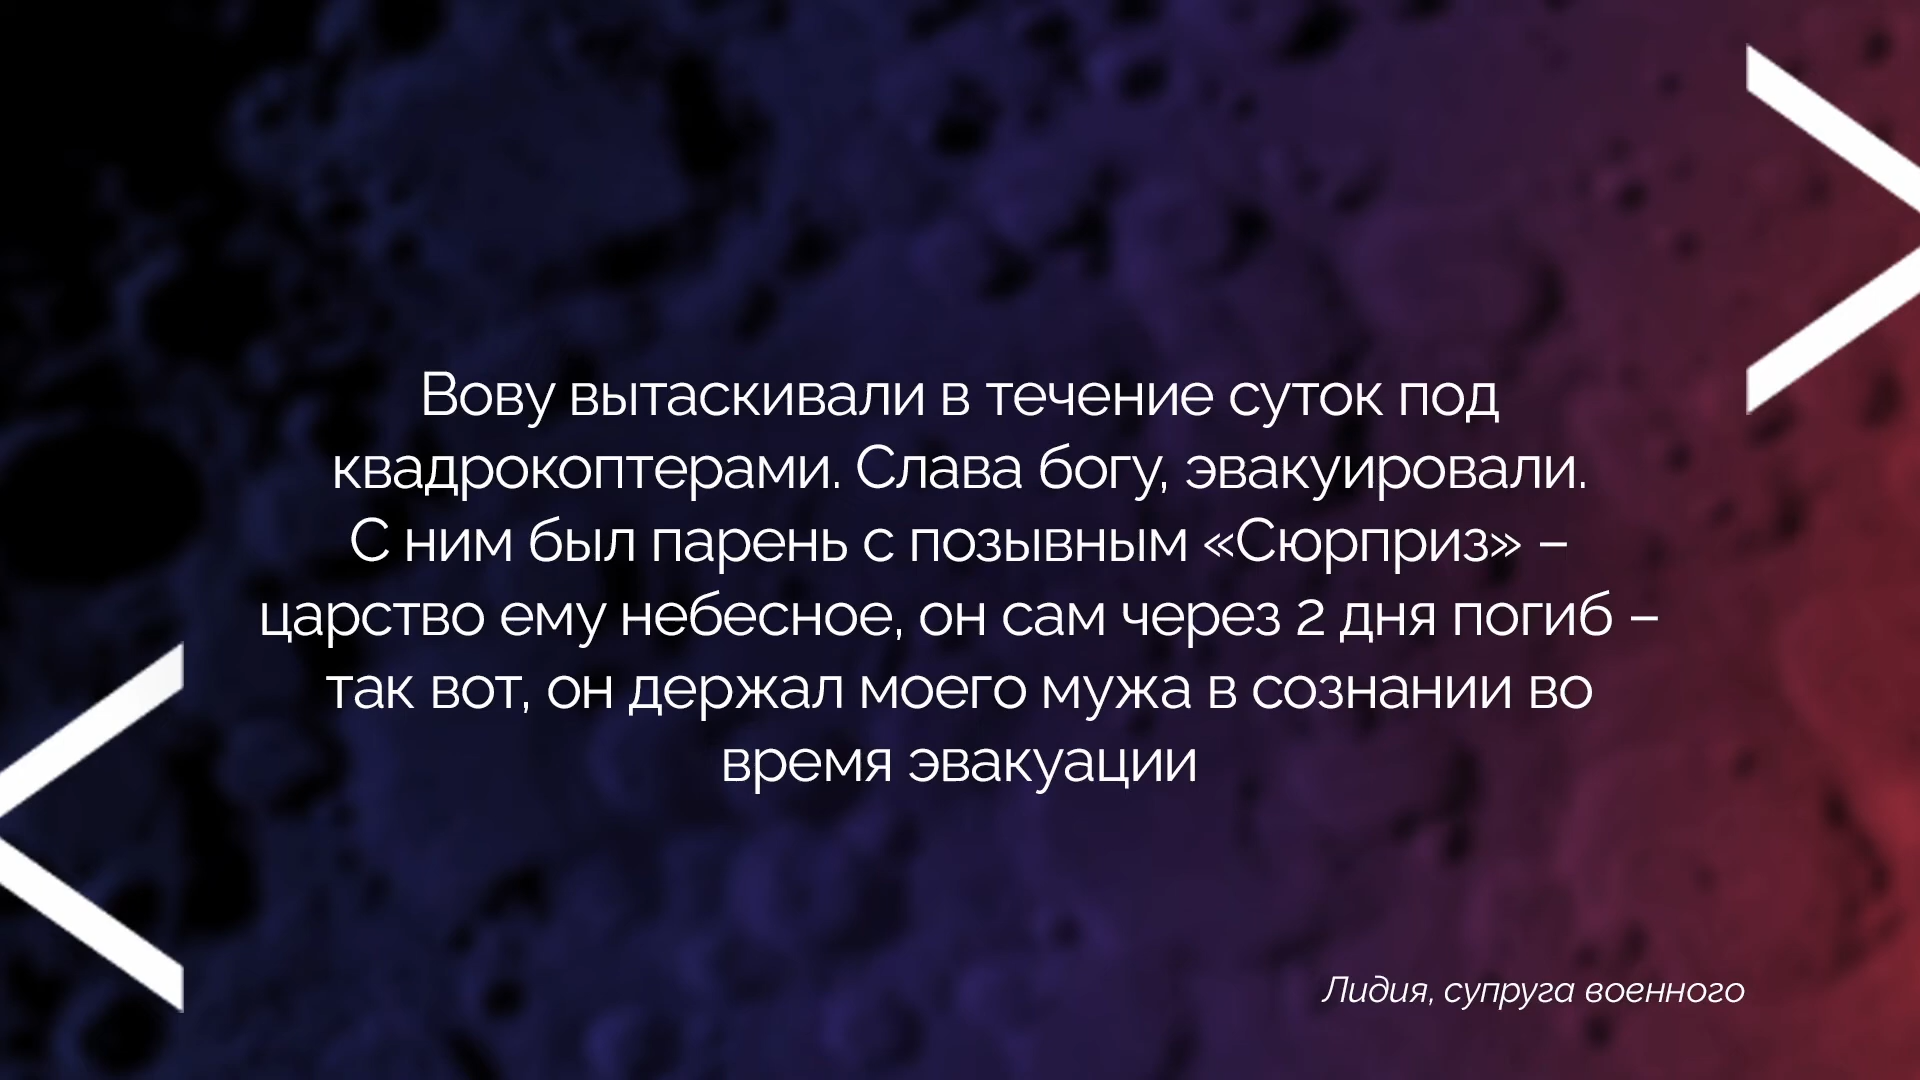 Вову вытаскивали в течение суток под
квадрокоптерами. Слава богу, эвакуировали.
С ним был парень с позывным «Сюрприз» –
царство ему небесное, он сам через 2 дня погиб –
так вот, он держал моего мужа в сознании во
время эвакуации
Лидия, супруга военного